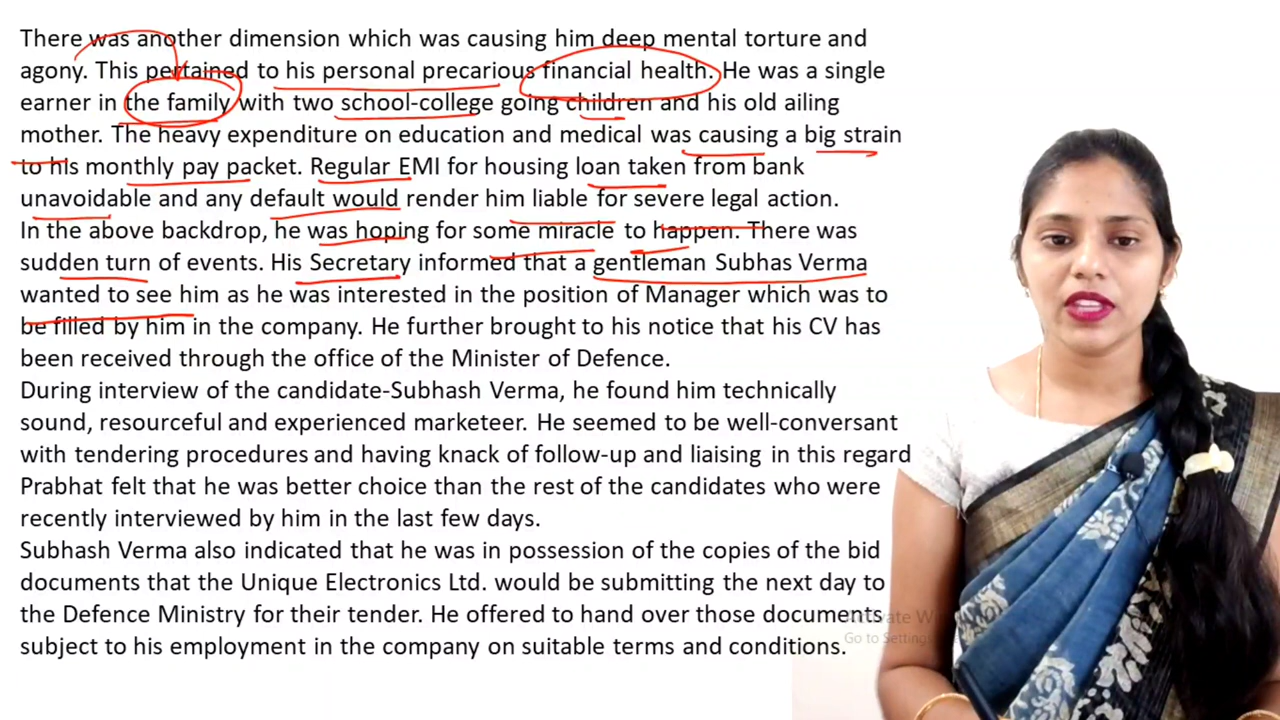 There was another dimension which was causing him deep mental torture and
agony. This pertained to his personal precarious financial health. He was a single
earner in the family with two school-college going children and his old ailing
mother. The heavy expenditure on education and medical was causing a big strain
to his monthly pay packet. Regular EMI for housing loan taken from bank
unavoidable and any default would render him liable for severe legal action.
In the above backdrop, he was hoping for some miracle to happen. There was
sudden turn of events. His Secretary informed that a gentleman Subhas Verma
wanted to see him as he was interested in the position of Manager which was to
be filled by him in the company. He further brought to his notice that his CV has
been received through the office of the Minister of Defence.
During interview of the candidate-Subhash Verma, he found him technically
sound, resourceful and experienced marketeer. He seemed to be well-conversant
with tendering procedures and having knack of follow-up and liaising in this regard
Prabhat felt that he was better choice than the rest of the candidates who were
recently interviewed by him in the last few days.
Subhash Verma also indicated that he was in possession of the copies of the bid
documents that the Unique Electronics Ltd. would be submitting the next day to
the Defence Ministry for their tender. He offered to hand over those documents
subject to his employment in the company on suitable terms and conditions.
Activate
Go to Settings